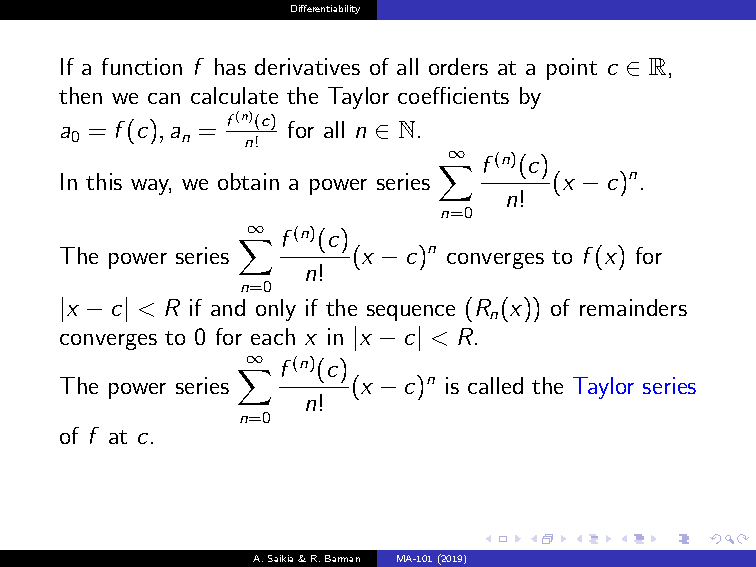 Differentiability
If a function f has derivatives of all orders at a point c ∈ ℝ,
then we can calculate the Taylor coefficients by
a₀ = f(c), aₙ = f⁽ⁿ⁾(c)/n! for all n ∈ ℕ.
In this way, we obtain a power series ∑_{n=0}^{∞} f⁽ⁿ⁾(c)/n! (x − c)ⁿ.
The power series ∑_{n=0}^{∞} f⁽ⁿ⁾(c)/n! (x − c)ⁿ converges to f(x) for
|x − c| < R if and only if the sequence (Rₙ(x)) of remainders
converges to 0 for each x in |x − c| < R.
The power series ∑_{n=0}^{∞} f⁽ⁿ⁾(c)/n! (x − c)ⁿ is called the Taylor series
of f at c.
A. Saikia & R. Barman MA-101 (2019)